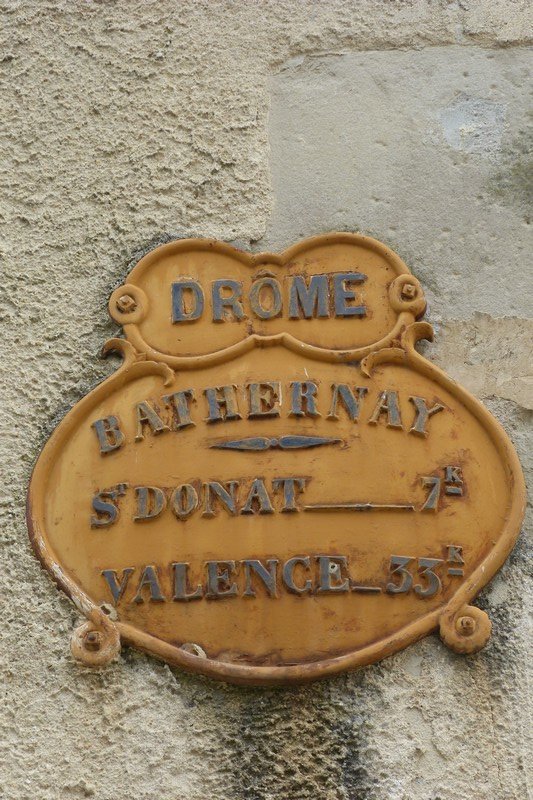 DRÔME
BATHERNAY
ST DONAT 7K
VALENCE 33K